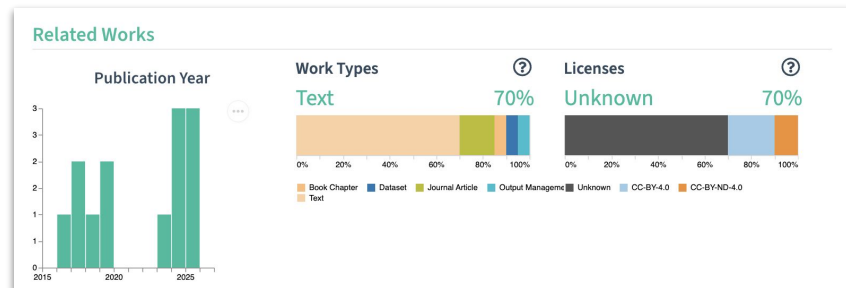 Related Works
Publication Year
3
3
2
2
1
1
0
2015 2020 2025
Work Types
Text 70%
0% 20% 40% 60% 80% 100%
Book Chapter Dataset Journal Article Output Manageme
Text
Licenses
Unknown 70%
0% 20% 40% 60% 80% 100%
Unknown CC-BY-4.0 CC-BY-ND-4.0